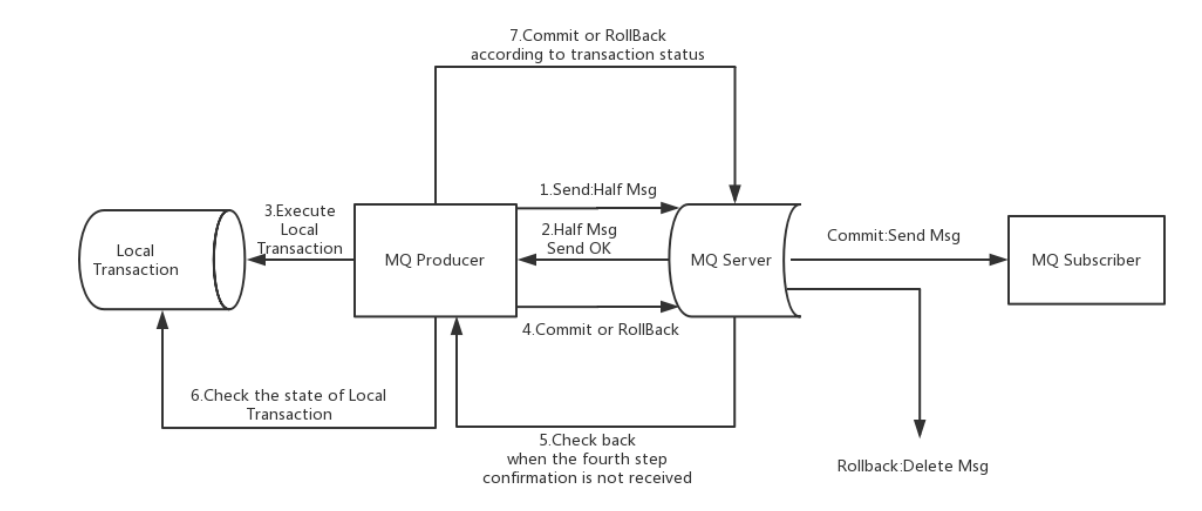 7.Commit or RollBack
according to transaction status
1.Send:Half Msg
3.Execute
Local
Transaction
2.Half Msg
Send OK
Local
Transaction
MQ Producer
MQ Server
Commit:Send Msg
MQ Subscriber
4.Commit or RollBack
6.Check the state of Local
Transaction
5.Check back
when the fourth step
confirmation is not received
Rollback:Delete Msg